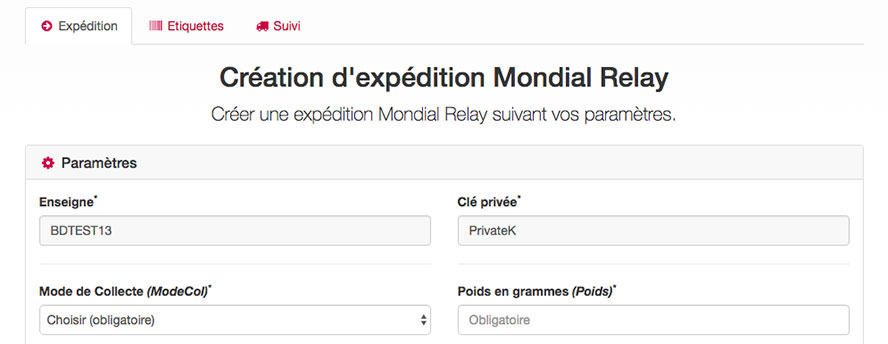 Expédition Etiquettes Suivi
Création d'expédition Mondial Relay
Créer une expédition Mondial Relay suivant vos paramètres.
Paramètres
Enseigne* Clé privée*
BDTEST13 PrivateK
Mode de Collecte (ModeCol)* Poids en grammes (Poids)*
Choisir (obligatoire) Obligatoire